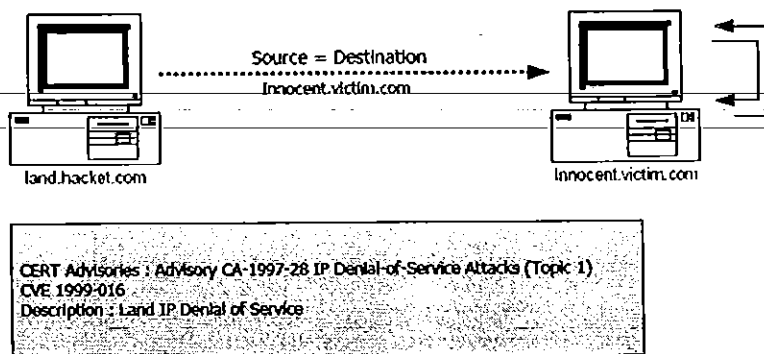 Source = Destination
Innocent.victim.com
land.hacket.com
Innocent.victim.com
CERT Advisories : Advisory CA-1997-28 IP Denial-of-Service Attacks (Topic 1)
CVE 1999-016
Description : Land IP Denial of Service